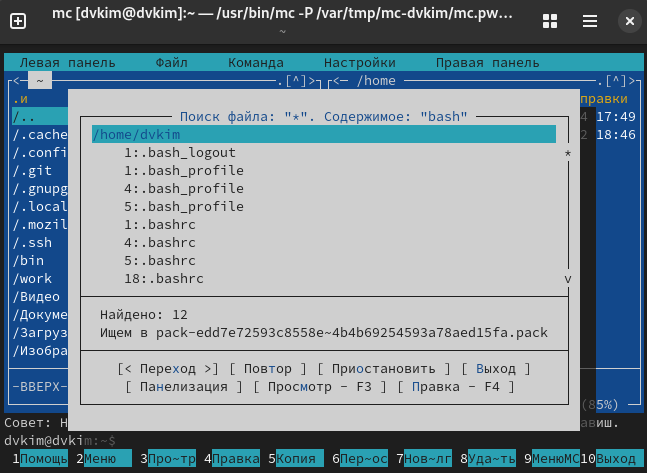 mc [dvkim@dvkim]:~ — /usr/bin/mc -P /var/tmp/mc-dvkim/mc.pw…
~
Левая панель Файл Команда Настройки Правая панель
<— ~ .[^]> <— /home .[^]>
.и правки
/.. 4 17:49
/.cache 2 18:46
/.confi
/.git
/.gnupg
/.local
/.mozil
/.ssh
/bin
/work
/Видео
/Докуме
/Загруз
/Изобра
-ВВЕРХ-
Поиск файла: "*". Содержимое: "bash"
/home/dvkim
1:.bash_logout
1:.bash_profile
4:.bash_profile
5:.bash_profile
1:.bashrc
4:.bashrc
5:.bashrc
18:.bashrc
Найдено: 12
Ищем в pack-edd7e72593c8558e~4b4b69254593a78aed15fa.pack
[< Переход >] [ Повтор ] [ Приостановить ] [ Выход ]
[ Панелизация ] [ Просмотр - F3 ] [ Правка - F4 ]
(85%)
Совет: Н авиш.
dvkim@dvkim:~$
1Помощь 2Меню 3Про~тр 4Правка 5Копия 6Пер~ос 7Нов~лг 8Уда~ть 9МенюMC 10Выход